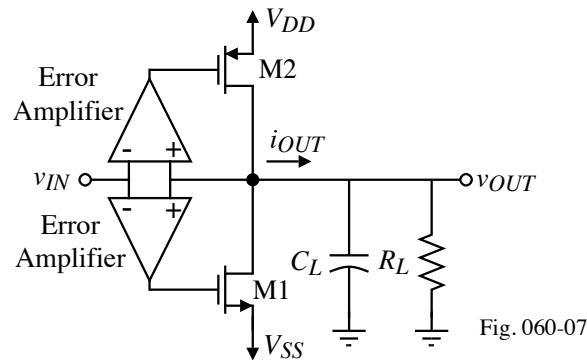 V_DD
M2
Error
Amplifier
i_OUT
- +
v_IN
v_OUT
- +
Error
Amplifier
C_L
R_L
M1
Fig. 060-07
V_SS